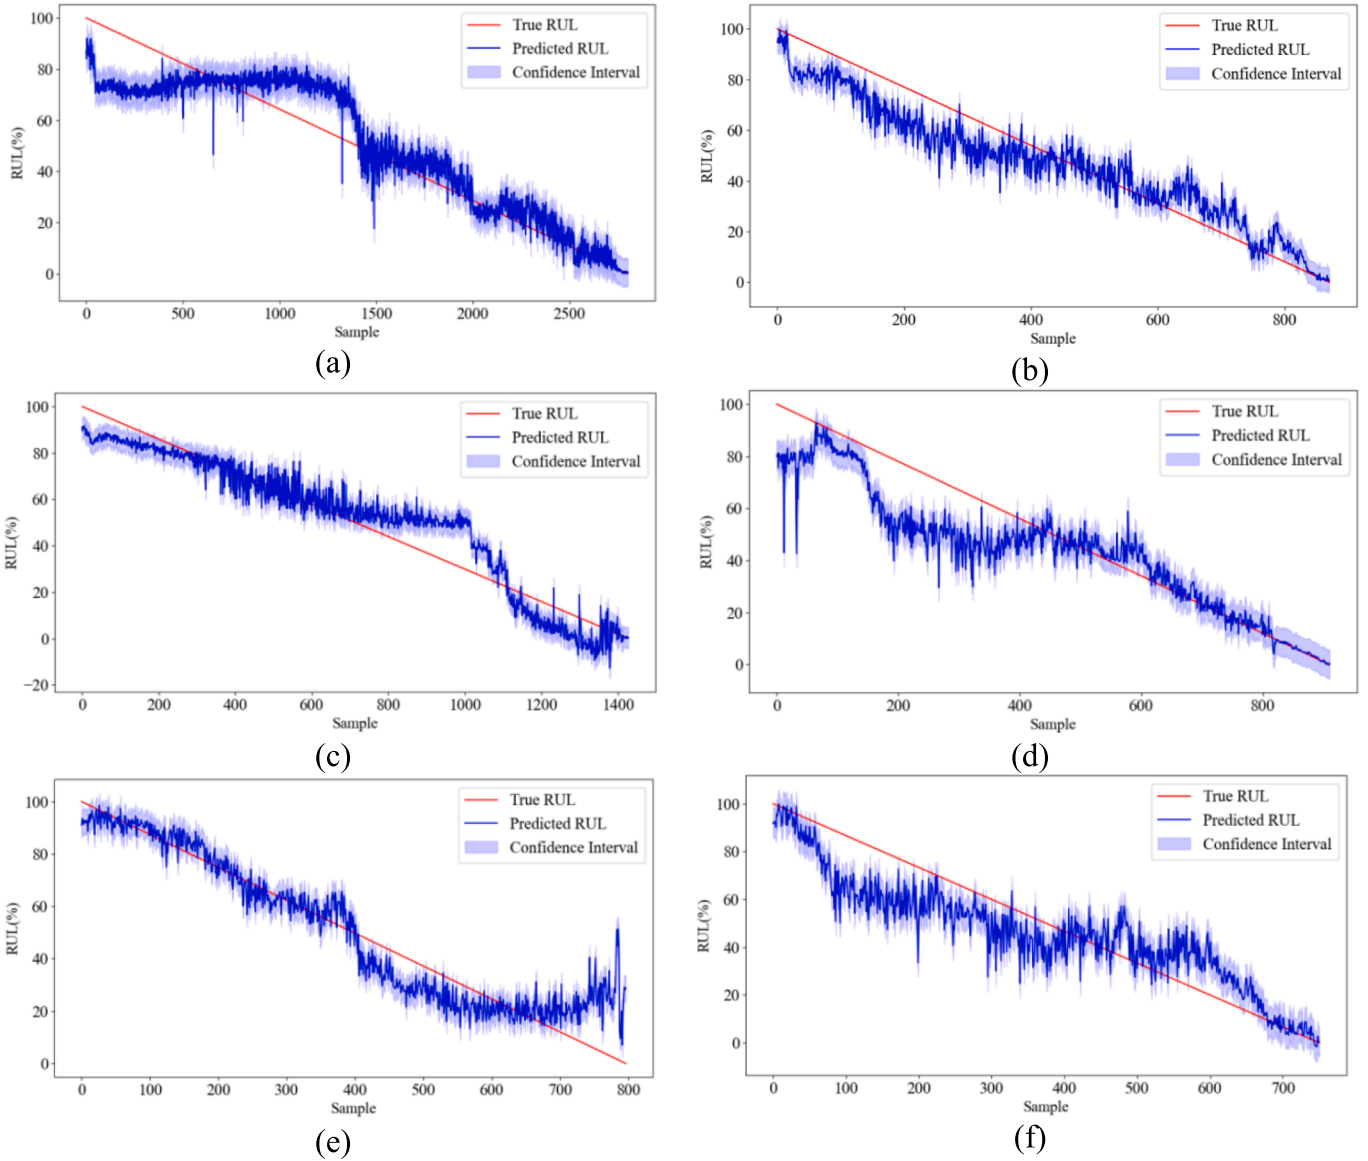 True RUL
Predicted RUL
Confidence Interval
100
80
60
40
20
0
RUL(%)
0 500 1000 1500 2000 2500
Sample
(a)
True RUL
Predicted RUL
Confidence Interval
100
80
60
40
20
0
RUL(%)
0 200 400 600 800
Sample
(b)
True RUL
Predicted RUL
Confidence Interval
100
80
60
40
20
0
−20
RUL(%)
0 200 400 600 800 1000 1200 1400
Sample
(c)
True RUL
Predicted RUL
Confidence Interval
100
80
60
40
20
0
RUL(%)
0 200 400 600 800
Sample
(d)
True RUL
Predicted RUL
Confidence Interval
100
80
60
40
20
0
RUL(%)
0 100 200 300 400 500 600 700 800
Sample
(e)
True RUL
Predicted RUL
Confidence Interval
100
80
60
40
20
0
RUL(%)
0 100 200 300 400 500 600 700
Sample
(f)